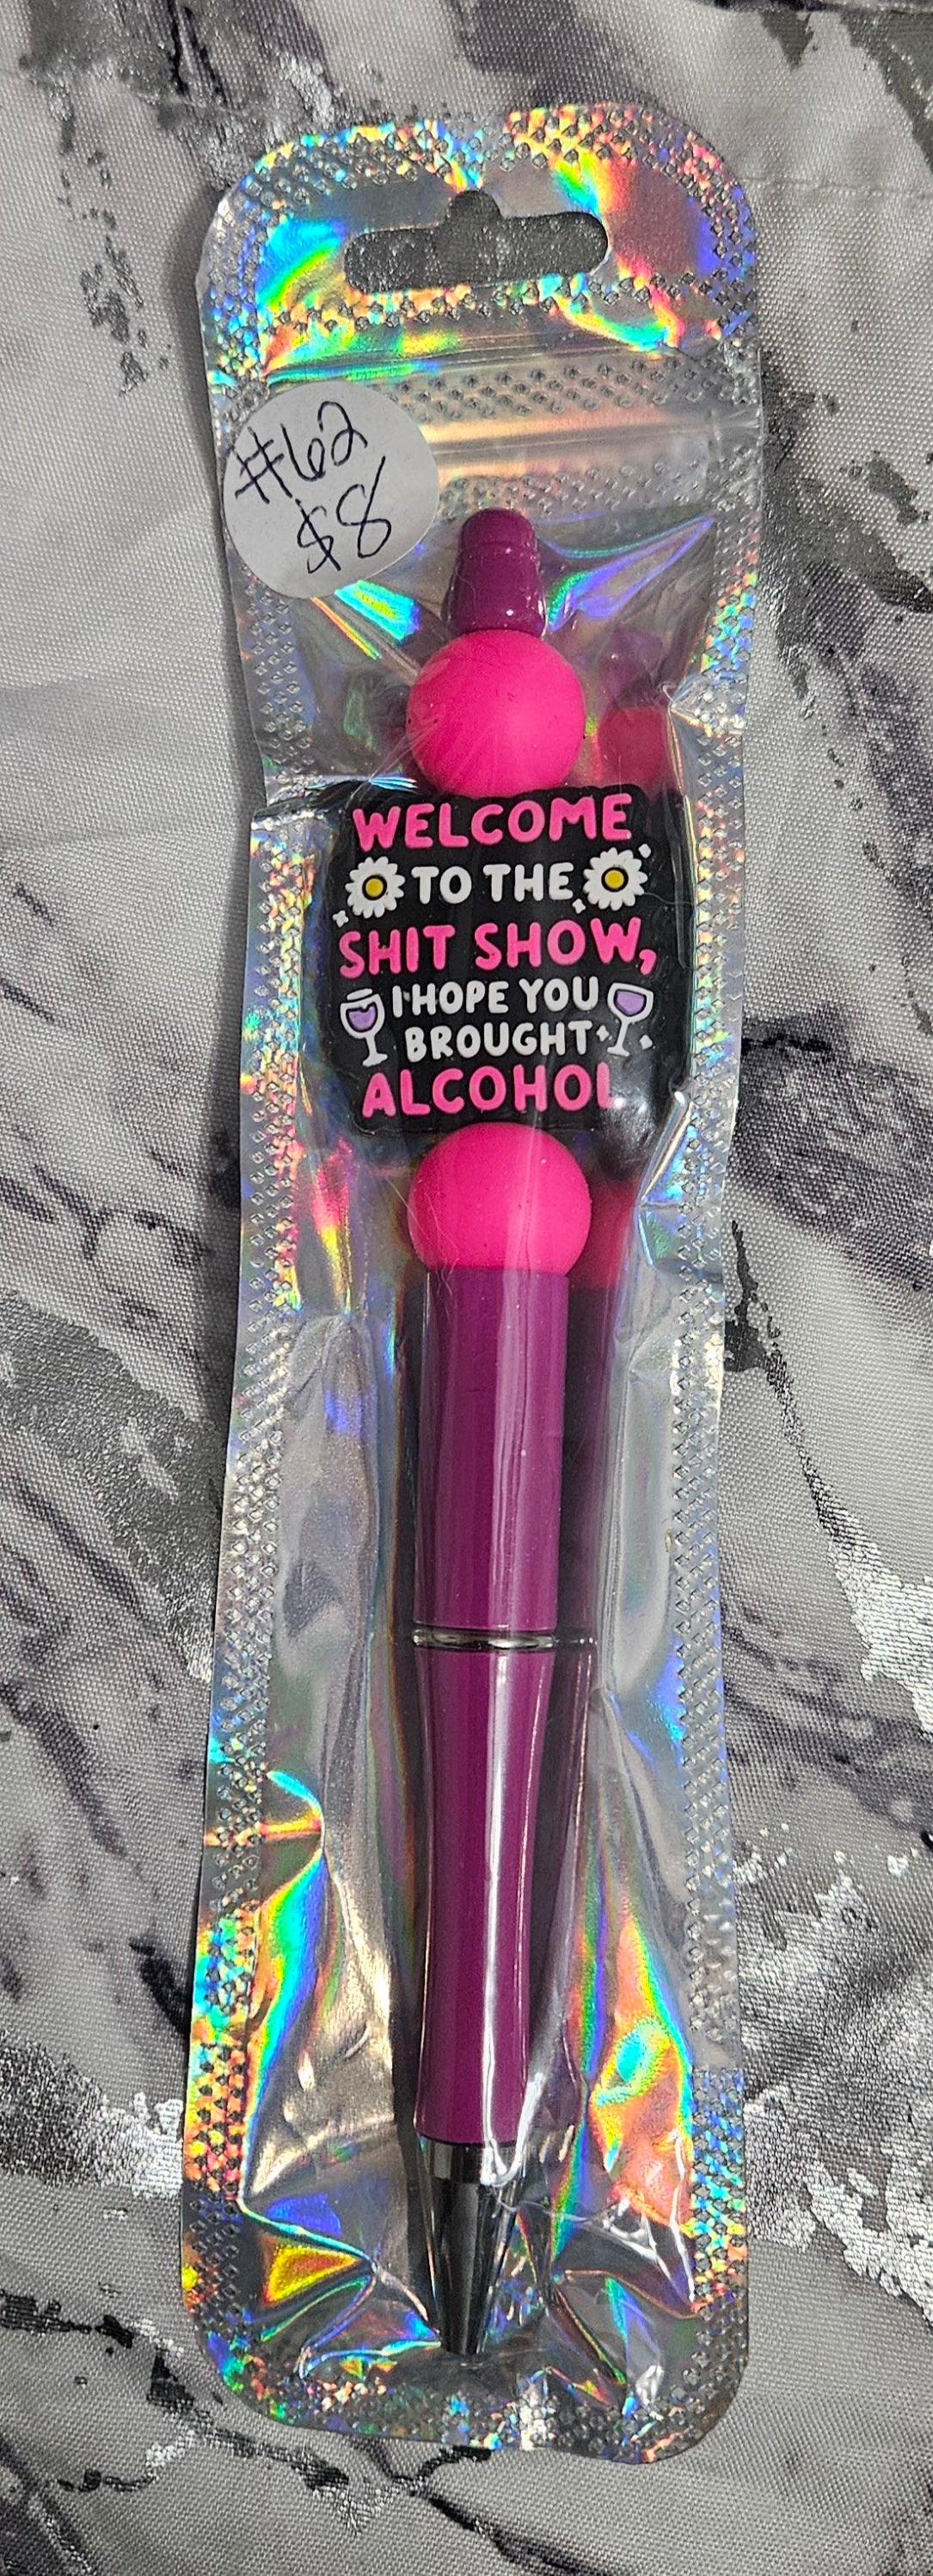 #62
$8
WELCOME
TO THE
SHIT SHOW,
I HOPE YOU
BROUGHT
ALCOHOL